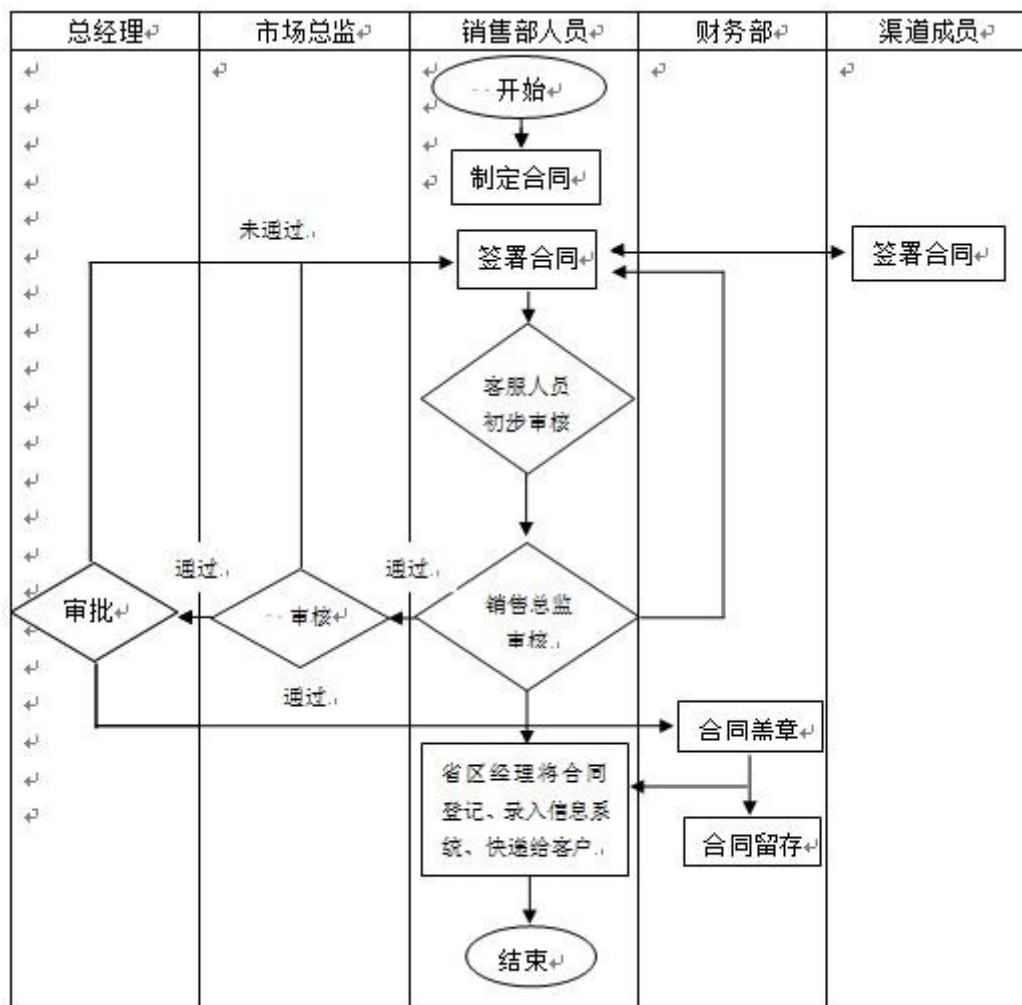 总经理
市场总监
销售部人员
财务部
渠道成员
开始
制定合同
未通过
签署合同
签署合同
客服人员
初步审核
通过
通过
审批
审核
销售总监
审核
通过
合同盖章
省区经理将合同
登记、录入信息系
统、快递给客户
合同留存
结束